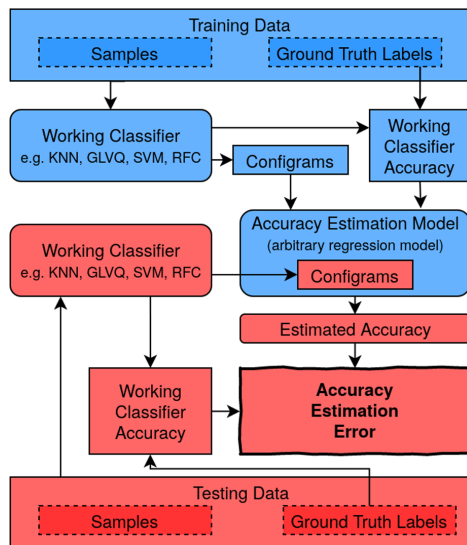 Training Data
Samples
Ground Truth Labels
Working Classifier
e.g. KNN, GLVQ, SVM, RFC
Working
Classifier
Accuracy
Configrams
Accuracy Estimation Model
(arbitrary regression model)
Working Classifier
e.g. KNN, GLVQ, SVM, RFC
Configrams
Estimated Accuracy
Working
Classifier
Accuracy
Accuracy
Estimation
Error
Testing Data
Samples
Ground Truth Labels